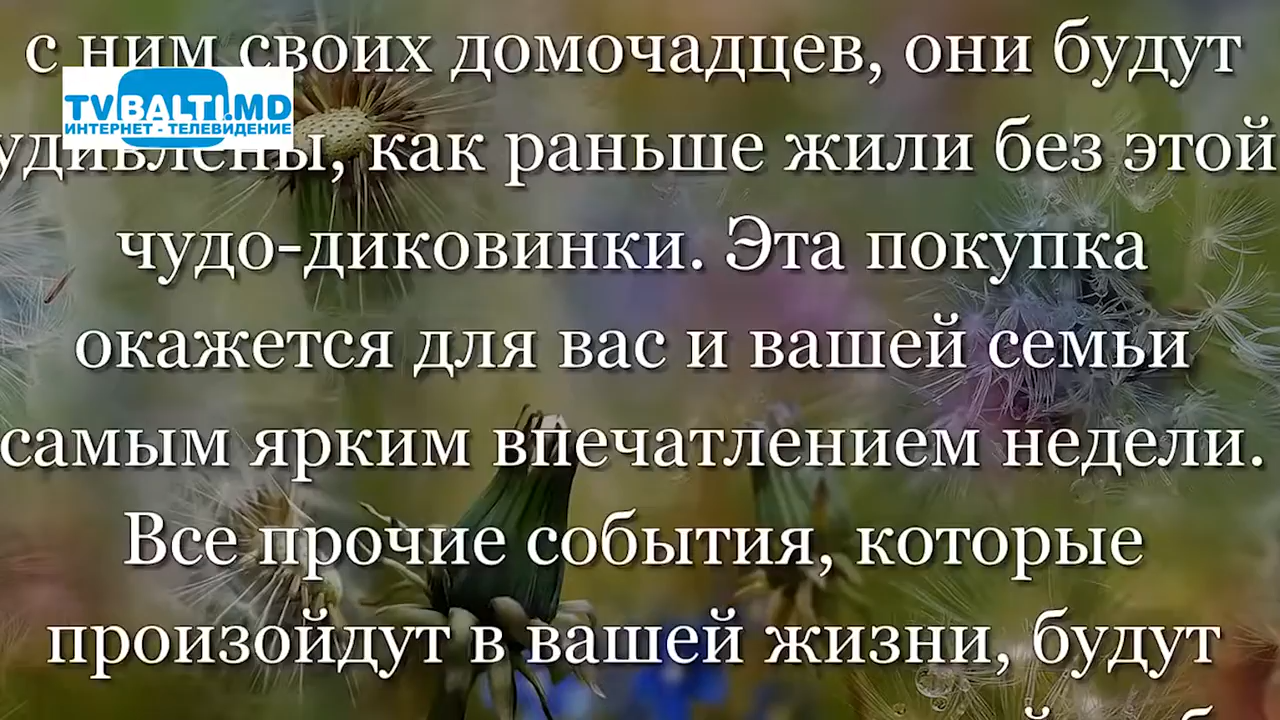 с ним своих домочадцев, они будут
TVBALTI.MD
ИНТЕРНЕТ - ТЕЛЕВИДЕНИЕ
удивлены, как раньше жили без этой
чудо-диковинки. Эта покупка
окажется для вас и вашей семьи
самым ярким впечатлением недели.
Все прочие события, которые
произойдут в вашей жизни, будут